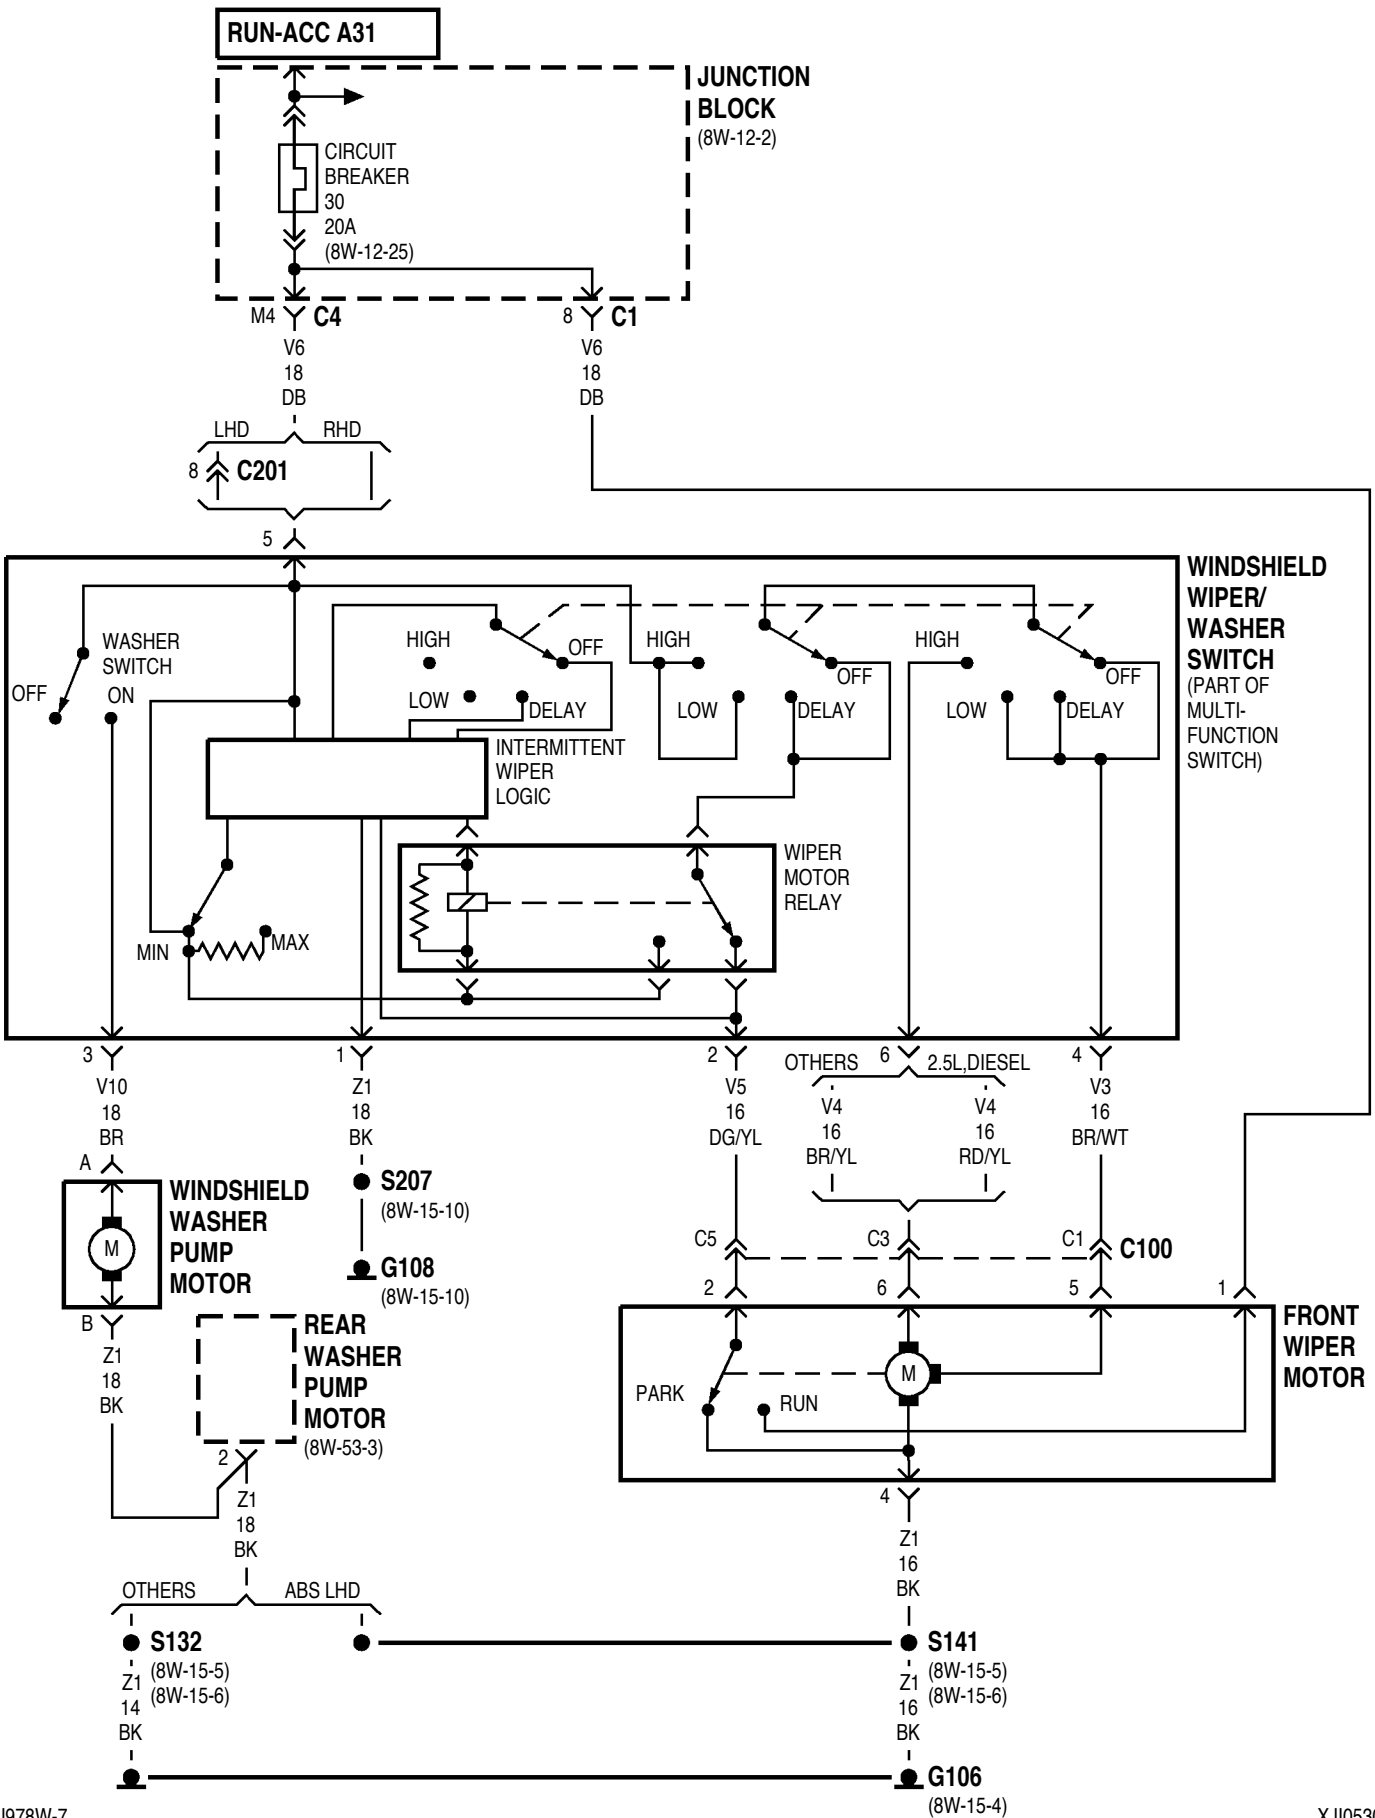 RUN-ACC A31
JUNCTION
BLOCK
(8W-12-2)
CIRCUIT
BREAKER
30
20A
(8W-12-25)
M4
C4
8
C1
V6
18
DB
V6
18
DB
LHD
RHD
8
C201
5
WINDSHIELD
WIPER/
WASHER
SWITCH
(PART OF
MULTI-
FUNCTION
SWITCH)
WASHER
SWITCH
OFF
ON
HIGH
OFF
LOW
DELAY
HIGH
OFF
LOW
DELAY
HIGH
OFF
LOW
DELAY
INTERMITTENT
WIPER
LOGIC
WIPER
MOTOR
RELAY
MIN
MAX
3
1
2
6
4
OTHERS
2.5L,DIESEL
V10
18
BR
Z1
18
BK
V5
16
DG/YL
V4
16
BR/YL
V4
16
RD/YL
V3
16
BR/WT
A
WINDSHIELD
WASHER
PUMP
MOTOR
M
B
S207
(8W-15-10)
G108
(8W-15-10)
C5
C3
C1
C100
2
6
5
1
FRONT
WIPER
MOTOR
PARK
RUN
M
4
Z1
18
BK
REAR
WASHER
PUMP
MOTOR
(8W-53-3)
2
Z1
18
BK
Z1
16
BK
OTHERS
ABS LHD
S132
(8W-15-5)
(8W-15-6)
Z1
14
BK
S141
(8W-15-5)
(8W-15-6)
Z1
16
BK
G106
(8W-15-4)